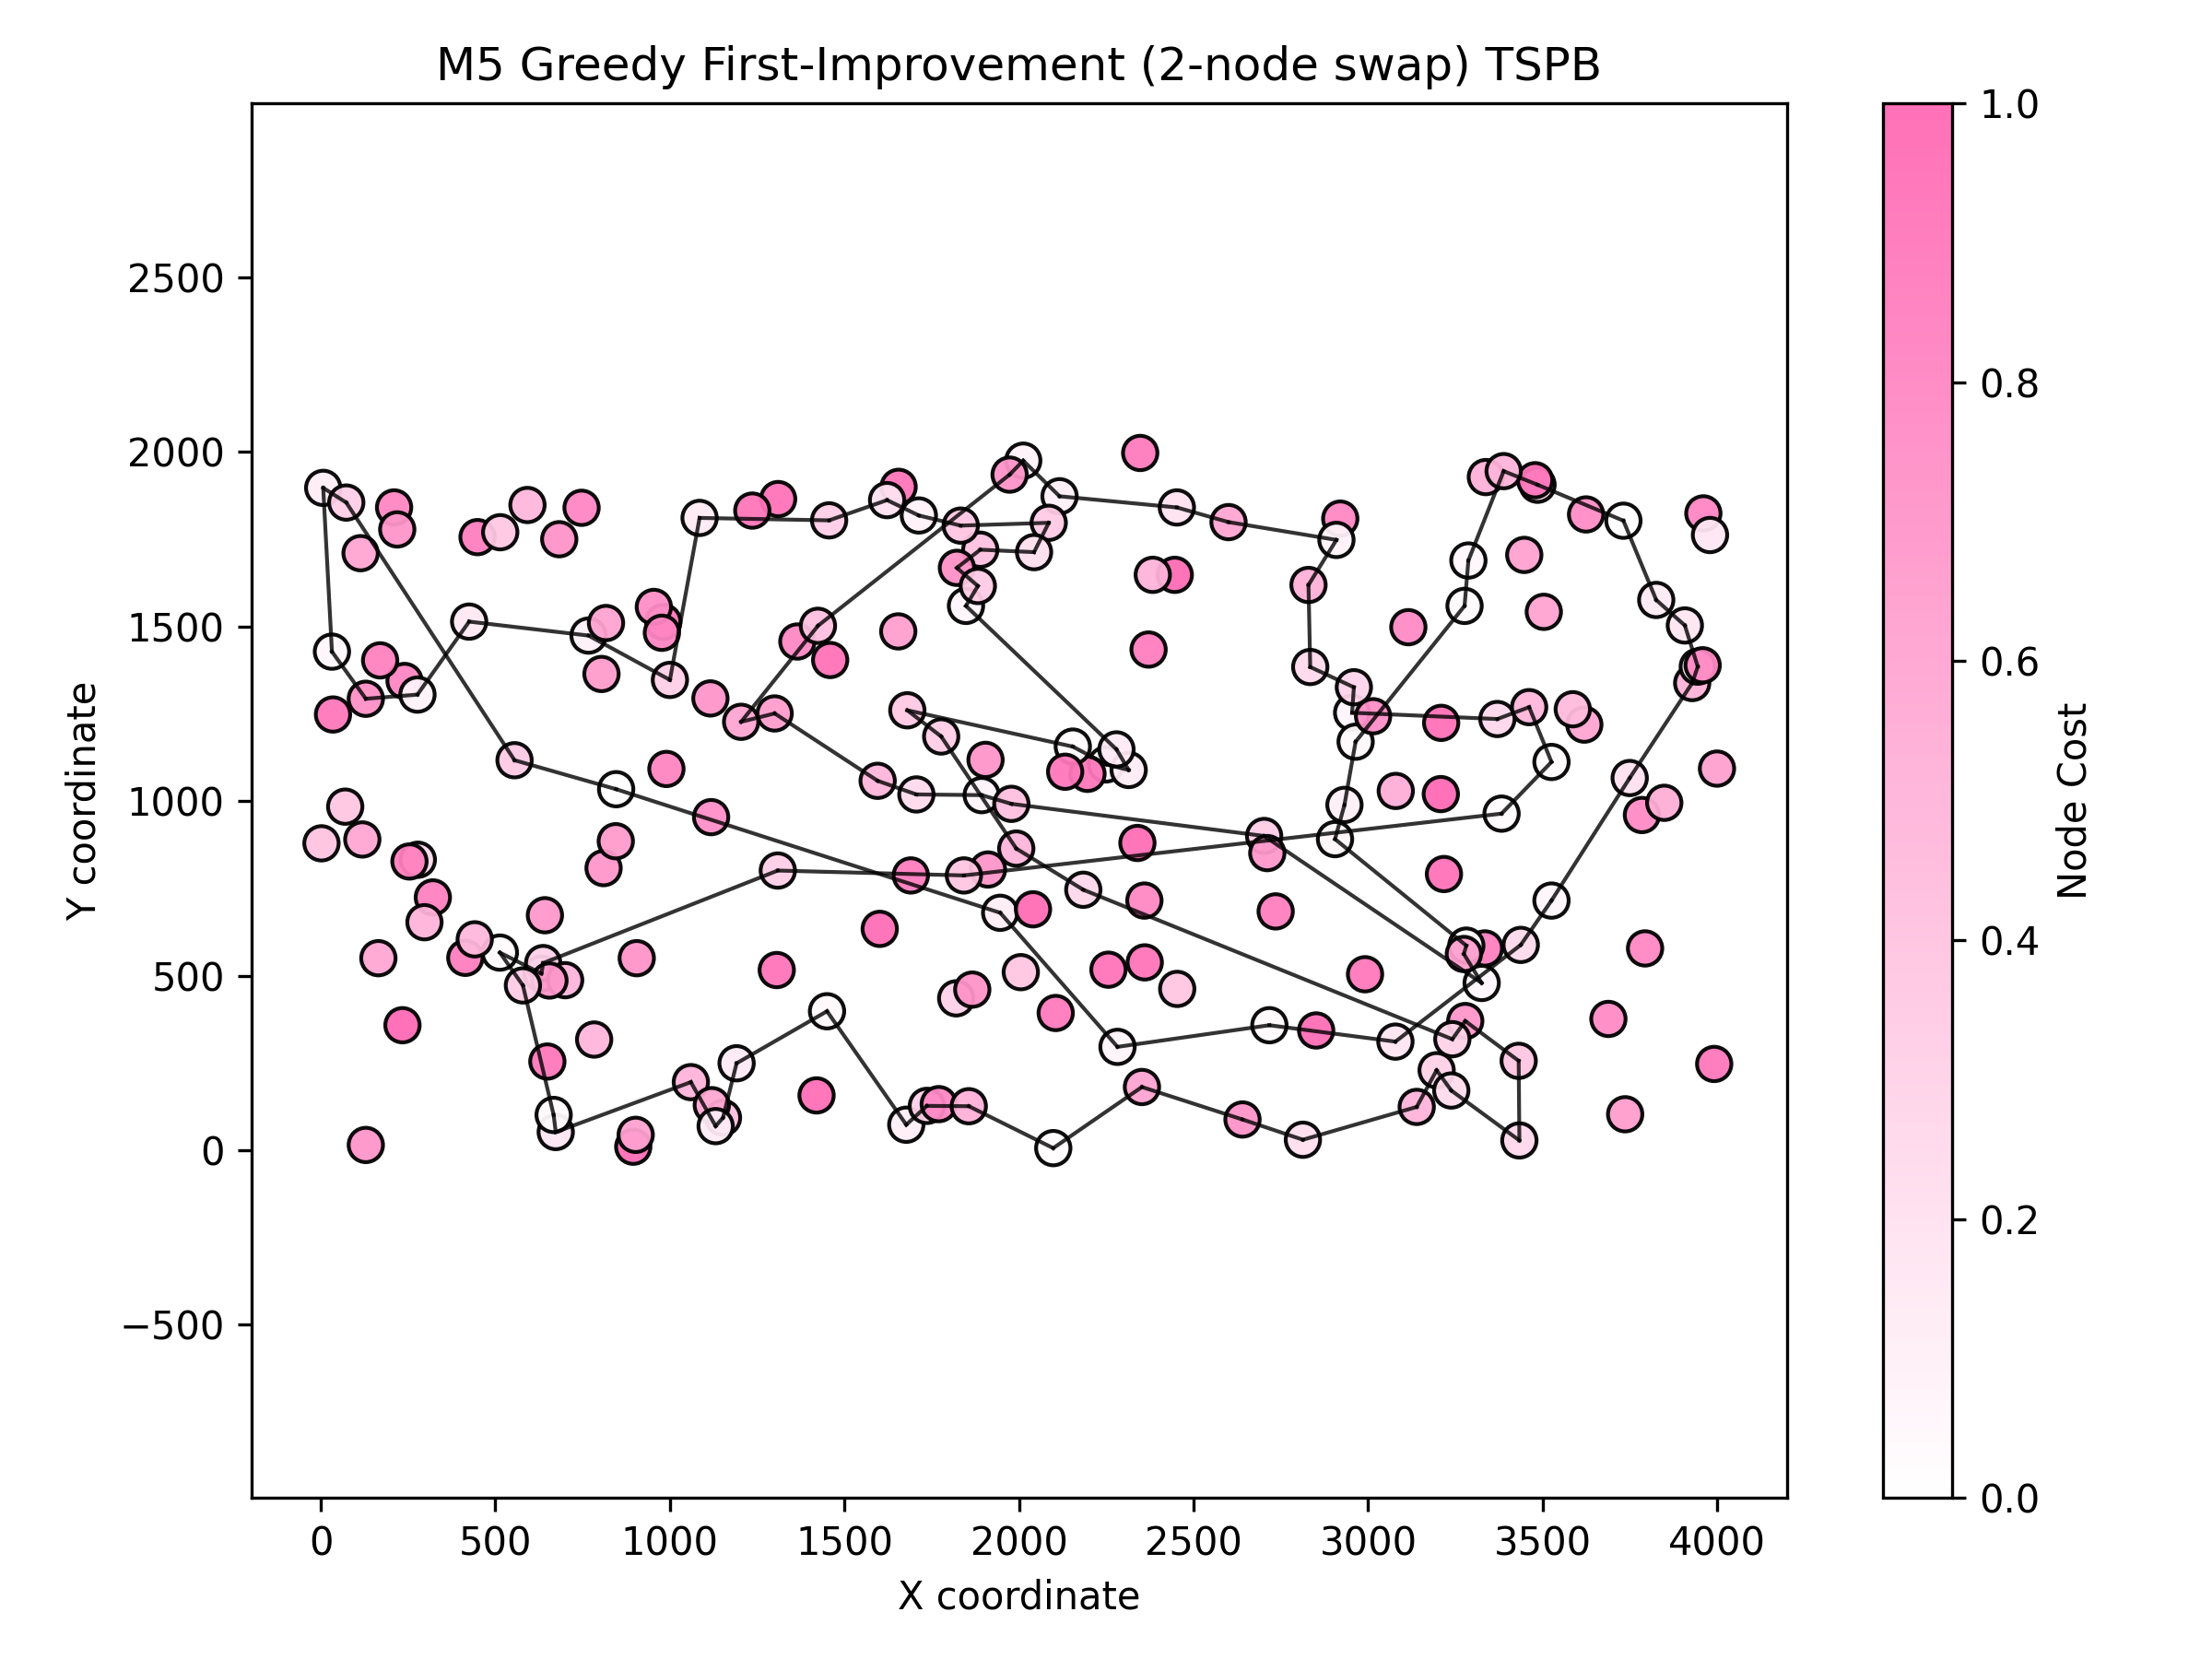 M5 Greedy First-Improvement (2-node swap) TSPB
2500
2000
1500
1000
500
0
−500
Y coordinate
0 500 1000 1500 2000 2500 3000 3500 4000
X coordinate
1.0
0.8
0.6
0.4
0.2
0.0
Node Cost